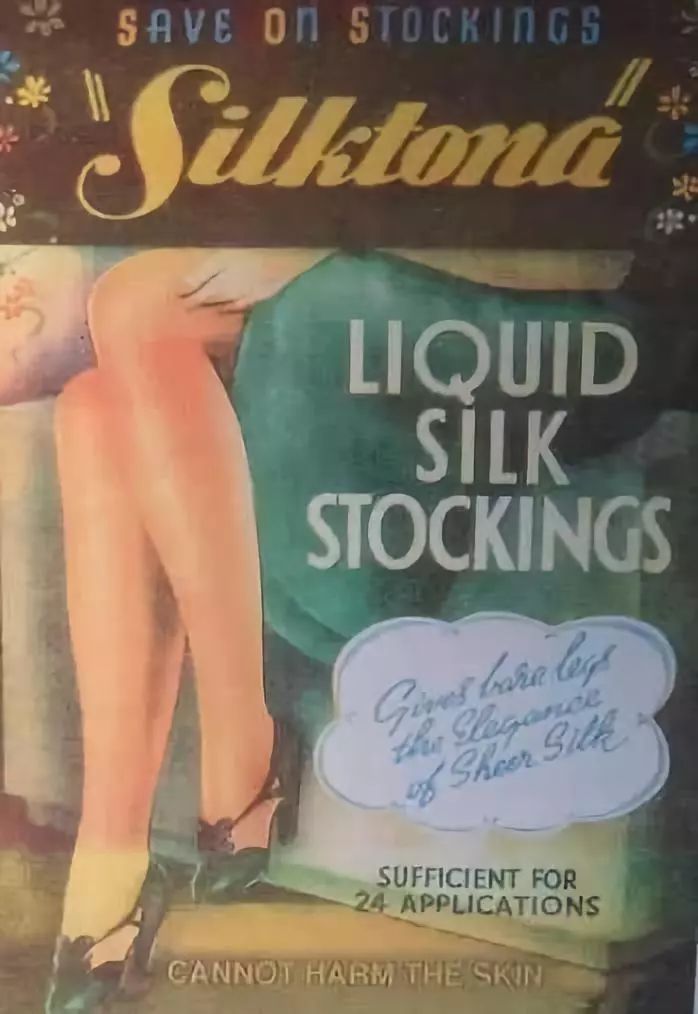 SAVE ON STOCKINGS
"Silktona"
LIQUID
SILK
STOCKINGS
Gives bare legs
the Elegance
of Sheer Silk
SUFFICIENT FOR
24 APPLICATIONS
CANNOT HARM THE SKIN